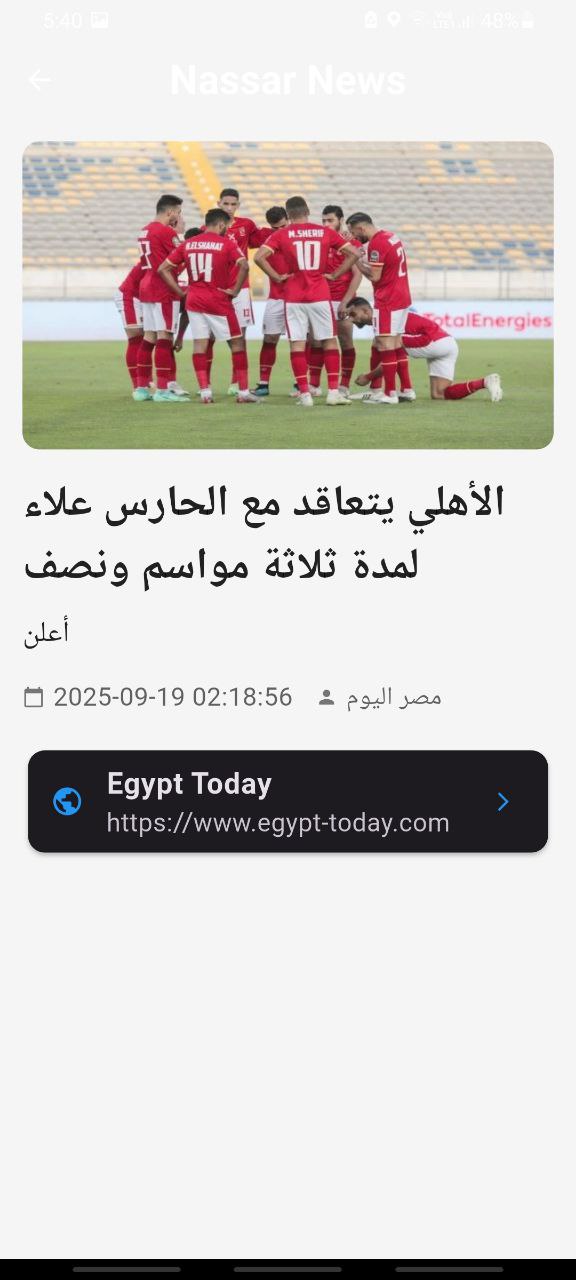 5:40
48%
Nassar News
H.ELSHAHAT
14
M.SHERIF
10
2
TotalEnergies
الأهلي يتعاقد مع الحارس علاء
لمدة ثلاثة مواسم ونصف
أعلن
2025-09-19 02:18:56 مصر اليوم
Egypt Today
https://www.egypt-today.com